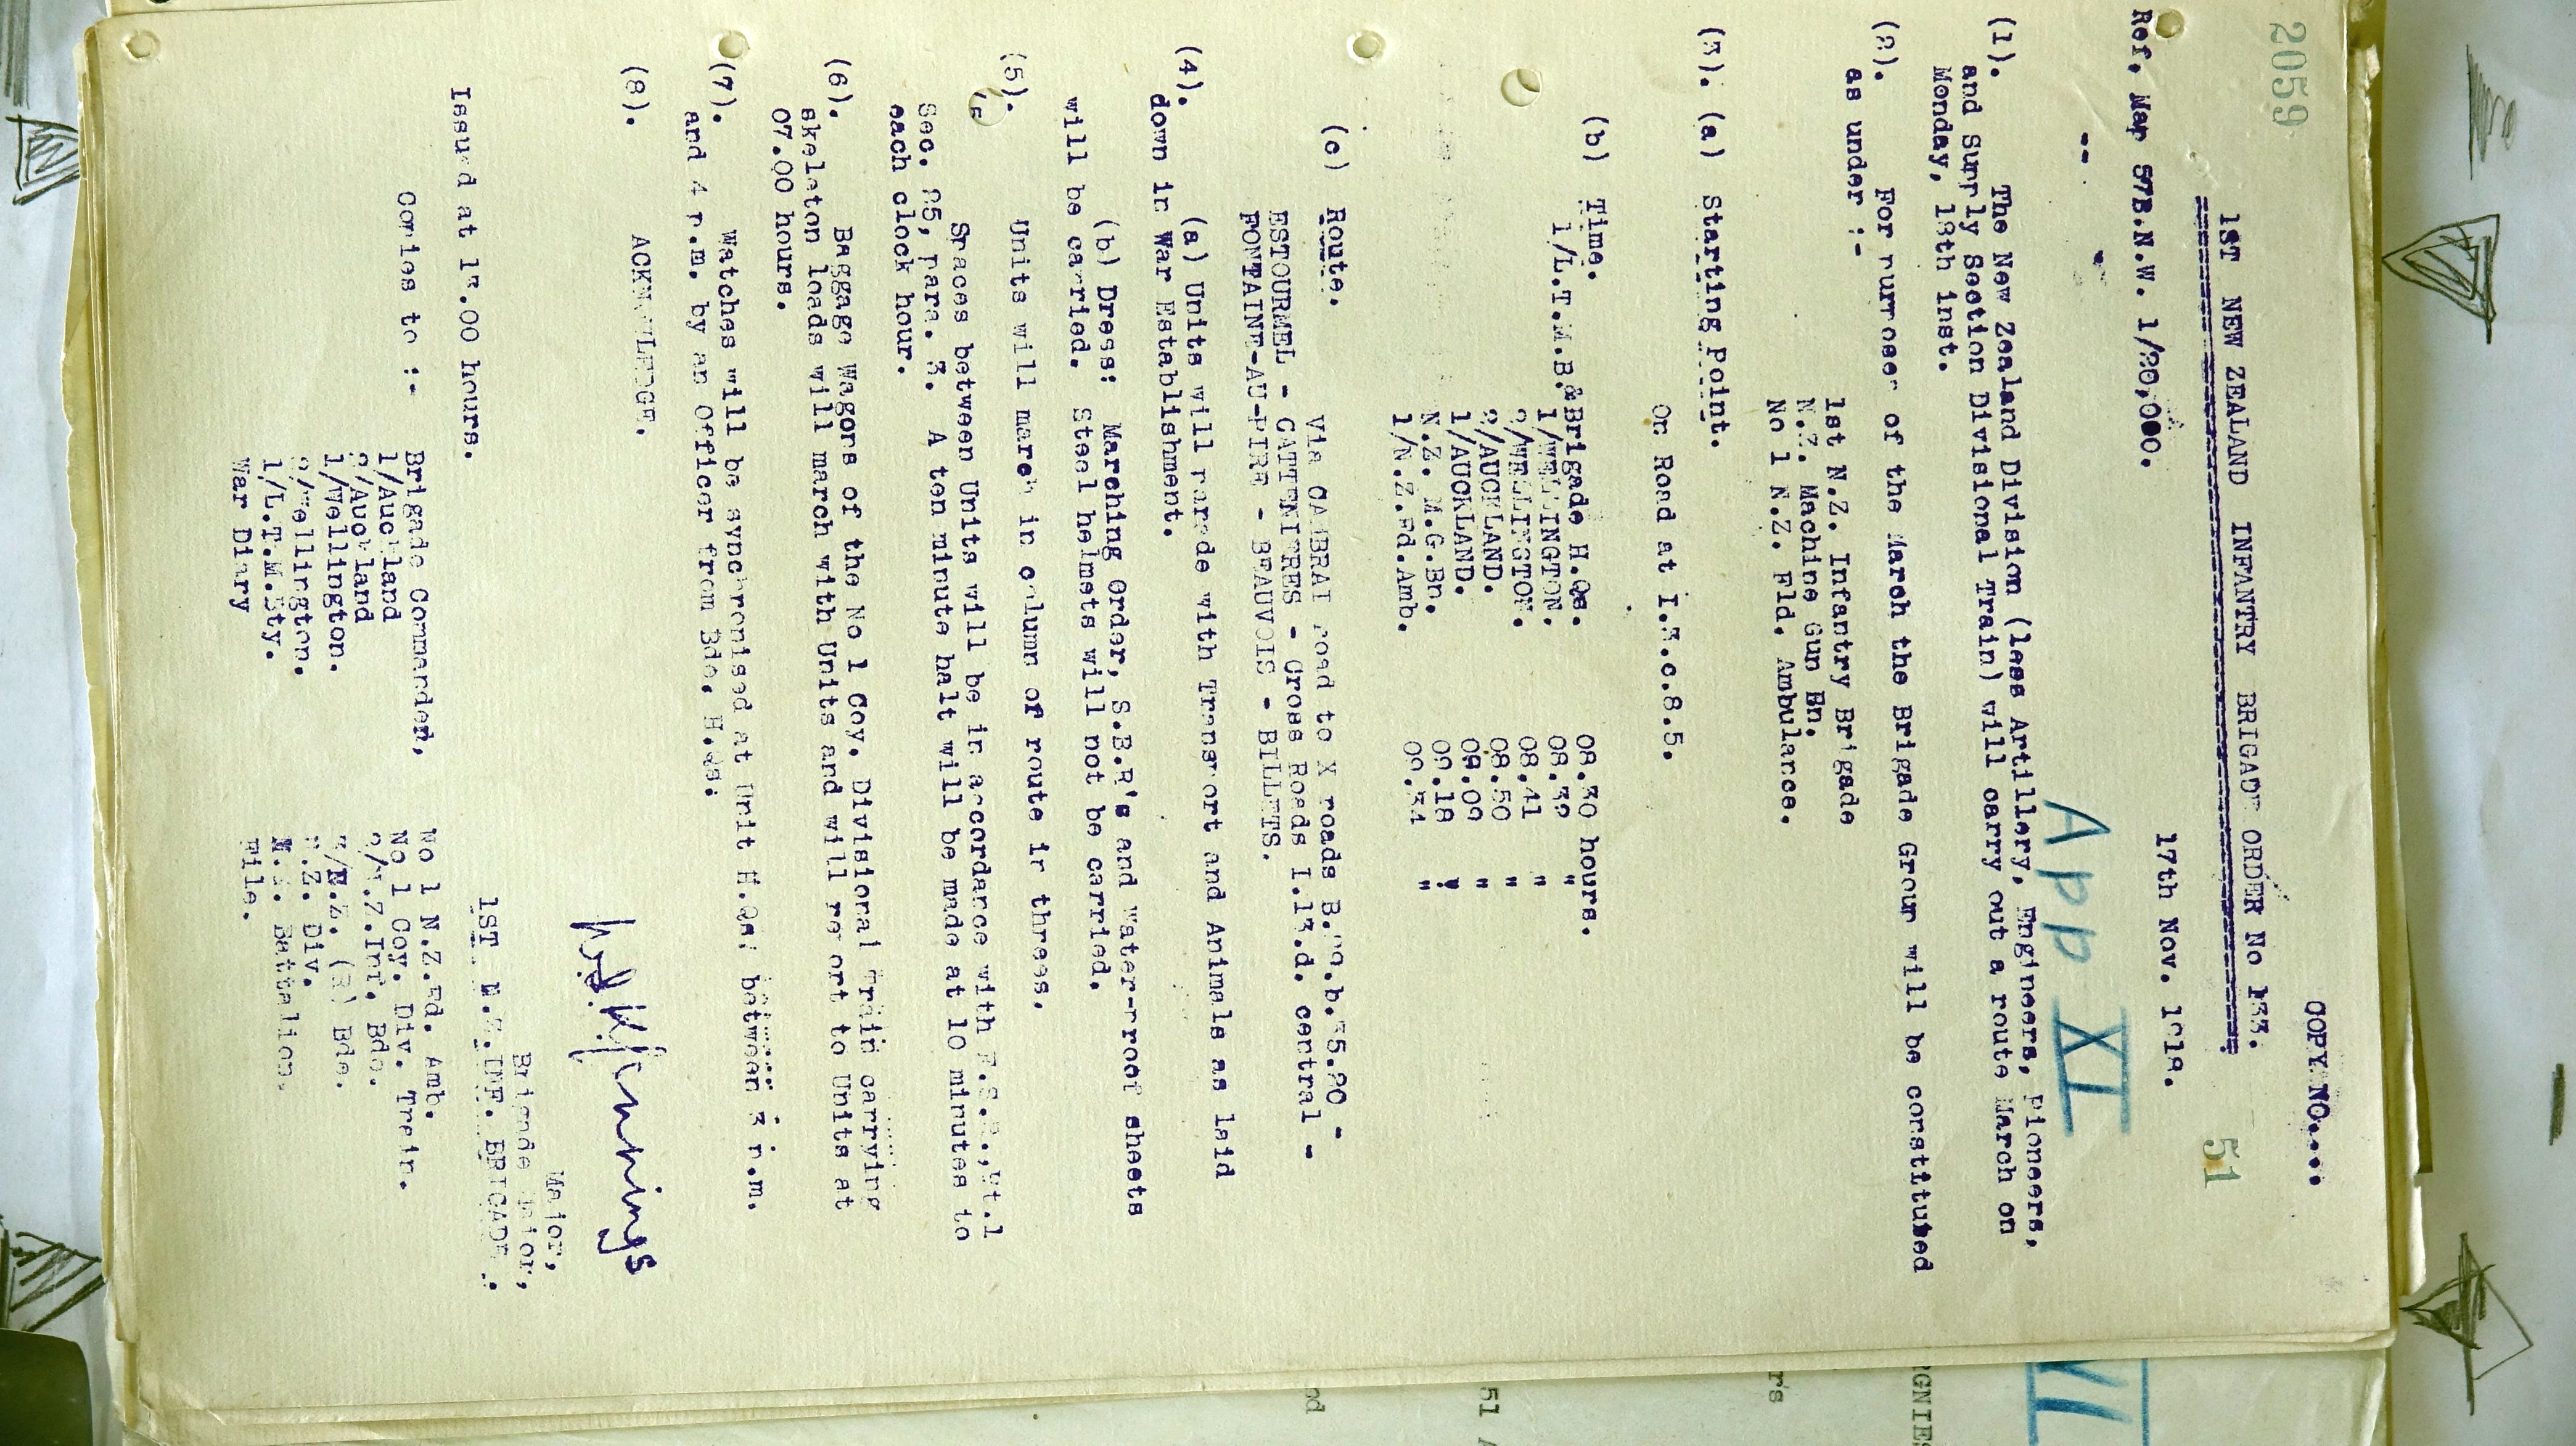 2059
COPY NO.....
1ST NEW ZEALAND INFANTRY BRIGADE ORDER No 133.
51
17th Nov. 1918.
Ref. Map 57B.N.W. 1/20,000.
App XI
(1). The New Zealand Division (less Artillery, Engineers, Pioneers,
and Supply Section Divisional Train) will carry out a route March on
Monday, 18th inst.
(2). For purposes of the March the Brigade Group will be constituted
as under :-
1st N.Z. Infantry Brigade
N.Z. Machine Gun Bn.
No 1 N.Z. Fld. Ambulance.
(3). (a) Starting Point.
On Road at I.3.c.8.5.
(b) Time.
1/L.T.M.B.&Brigade H.Qs. 08.30 hours.
1/WELLINGTON. 08.39 "
2/WELLINGTON. 08.41 "
2/AUCKLAND. 08.50 "
1/AUCKLAND. 09.09 "
N.Z. M.G.Bn. 09.18 "
1/N.Z.Fd.Amb. 09.34 "
(c) Route. Via CAMBRAI road to X roads
ESTOURMEL - CATTENIERES - Cross Roads I.13.d. central -
FONTAINE-AU-PIRE - BEAUVOIS - BILLETS.
(4). (a) Units will parade with Transport and Animals as laid
down in War Establishment.
(b) Dress: Marching Order, S.B.R's and water-proof sheets
will be carried. Steel helmets will not be carried.
(5). Units will march in column of route in threes.
Spaces between Units will be in accordance with F.S.R., Pt.1
Sec. 25, para. 3. A ten minute halt will be made at 10 minutes to
each clock hour.
(6). Baggage Wagons of the No 1 Coy. Divisional Train carrying
skeleton loads will march with Units and will report to Units at
07.00 hours.
(7). Watches will be synchronised at Unit H.Qs. between 3 p.m.
and 4 p.m. by an Officer from Bde. H.Qs.
(8). ACKNOWLEDGE.
Major,
Brigade Major,
1ST N.Z.INF. BRIGADE.
Issued at 13.00 hours.
Copies to :- Brigade Commander, No 1 N.Z.Fd. Amb.
1/Auckland No 1 Coy. Div. Train.
2/Auckland 2/N.Z.Inf. Bde.
1/Wellington. 3/N.Z. (R) Bde.
2/Wellington. N.Z. Div.
1/L.T.M.Bty. M.G. Battalion.
War Diary File.